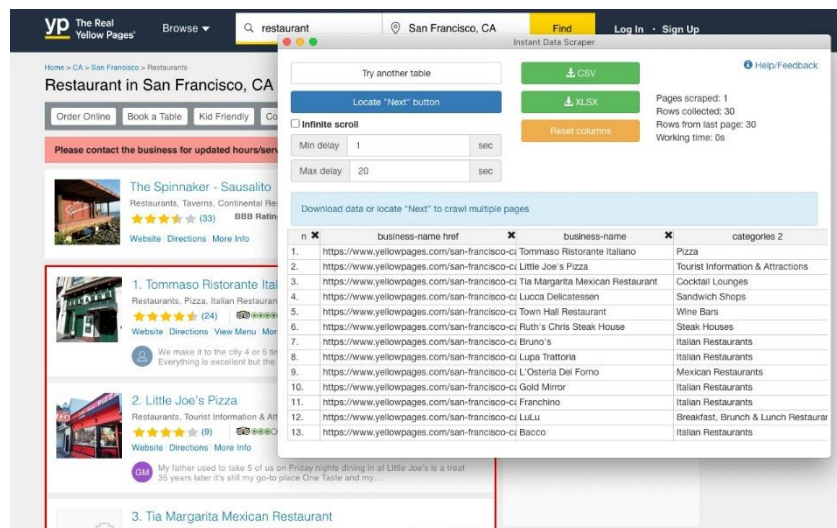 yp The Real
Yellow Pages®
Browse
restaurant
San Francisco, CA
Find
Log In · Sign Up
Home > CA > San Francisco > Restaurants
Restaurant in San Francisco, CA
Order Online
Book a Table
Kid Friendly
Please contact the business for updated hours/
The Spinnaker - Sausalito
Restaurants, Taverns, Continental
(33) BBB
Website Directions More Info
1. Tommaso Ristorante
Restaurants, Pizza, Italian
(24)
Website Directions View Menu
We make it to the city 4 or 5
Everything is excellent but the
2. Little Joe's Pizza
Restaurants, Tourist Information &
(9)
Website Directions More Info
GM
My father used to take 5 of us on Friday nights dining in at Little Joe's is a treat
35 years later it's still my go-to place One Taste and my...
3. Tia Margarita Mexican Restaurant
Instant Data Scraper
Try another table
CSV
Help/Feedback
Locate "Next" button
XLSX
Infinite scroll
Reset columns
Min delay 1 sec
Max delay 20 sec
Pages scraped: 1
Rows collected: 30
Rows from last page: 30
Working time: 0s
Download data or locate "Next" to crawl multiple pages
n business-name href business-name categories 2
1. https://www.yellowpages.com/san-francisco-ca Tommaso Ristorante Italiano Pizza
2. https://www.yellowpages.com/san-francisco-ca Little Joe's Pizza Tourist Information & Attractions
3. https://www.yellowpages.com/san-francisco-ca Tia Margarita Mexican Restaurant Cocktail Lounges
4. https://www.yellowpages.com/san-francisco-ca Lucca Delicatessen Sandwich Shops
5. https://www.yellowpages.com/san-francisco-ca Town Hall Restaurant Wine Bars
6. https://www.yellowpages.com/san-francisco-ca Ruth's Chris Steak House Steak Houses
7. https://www.yellowpages.com/san-francisco-ca Bruno's Italian Restaurants
8. https://www.yellowpages.com/san-francisco-ca Lupa Trattoria Italian Restaurants
9. https://www.yellowpages.com/san-francisco-ca L'Osteria Del Forno Mexican Restaurants
10. https://www.yellowpages.com/san-francisco-ca Gold Mirror Italian Restaurants
11. https://www.yellowpages.com/san-francisco-ca Franchino Italian Restaurants
12. https://www.yellowpages.com/san-francisco-ca LuLu Breakfast, Brunch & Lunch Restaurar
13. https://www.yellowpages.com/san-francisco-ca Bacco Italian Restaurants